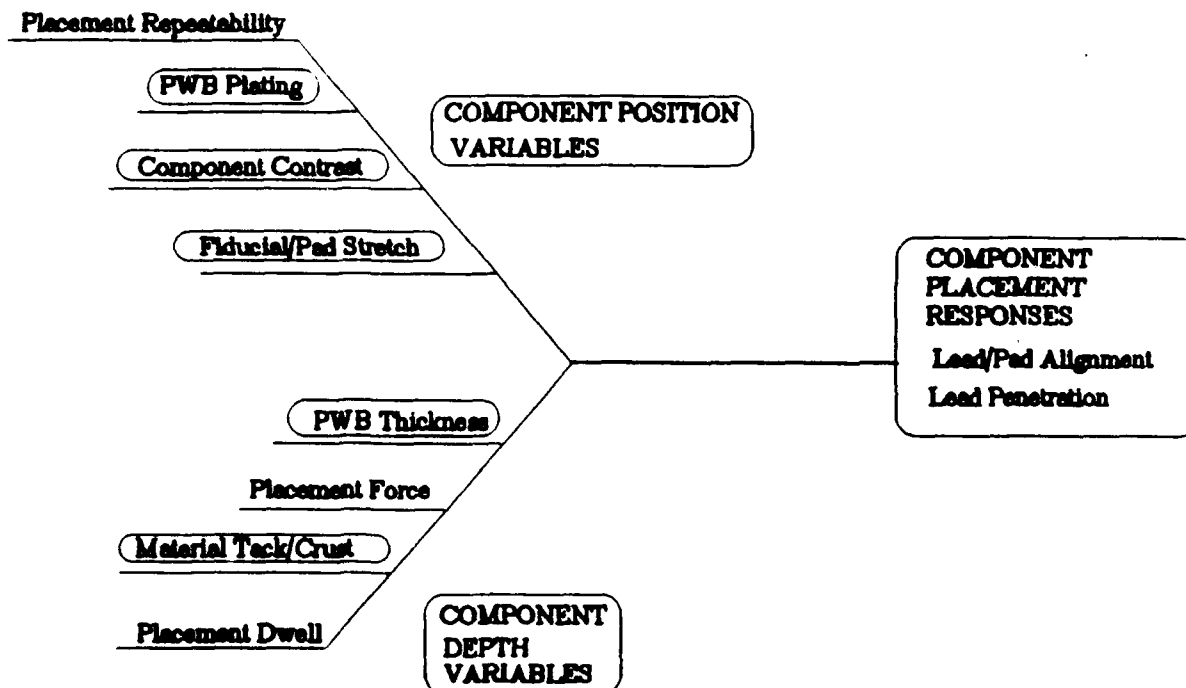 Placement Repeatability
PWB Plating
COMPONENT POSITION
VARIABLES
Component Contrast
Fiducial/Pad Stretch
COMPONENT
PLACEMENT
RESPONSES
Lead/Pad Alignment
Lead Penetration
PWB Thickness
Placement Force
Material Tack/Crust
Placement Dwell
COMPONENT
DEPTH
VARIABLES